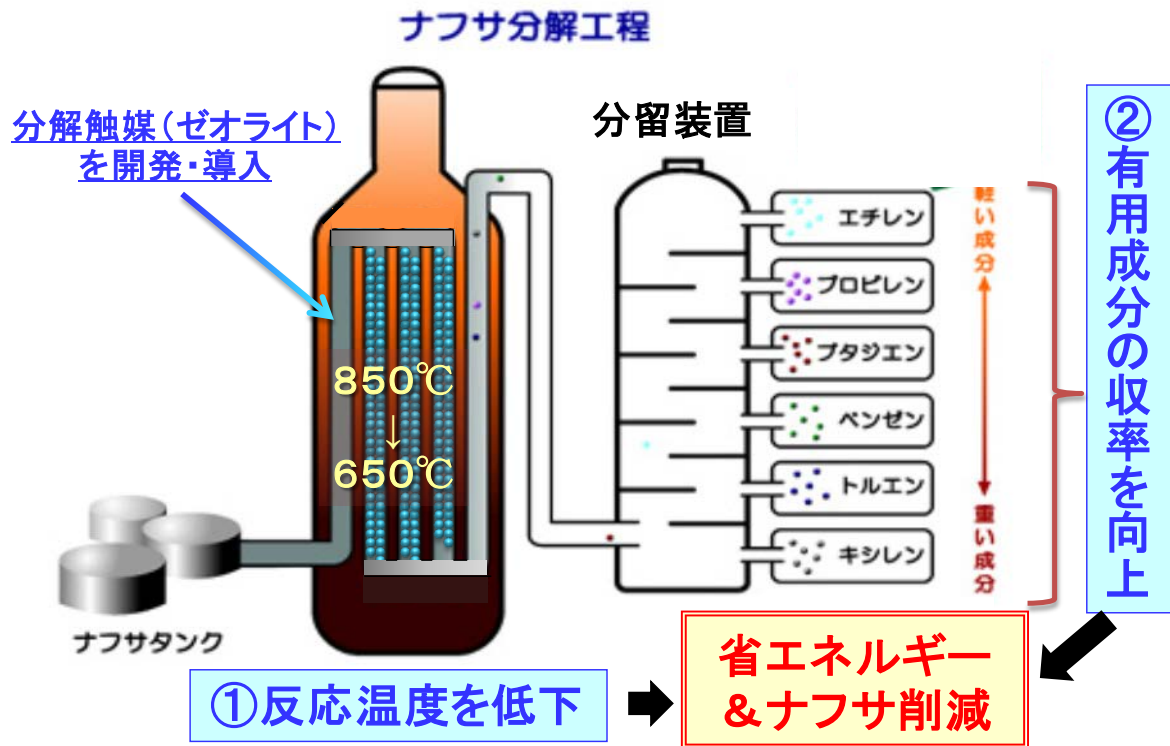 ナフサ分解工程
分解触媒（ゼオライト）
を開発・導入
分留装置
850℃
↓
650℃
ナフサタンク
エチレン
プロピレン
ブタジエン
ベンゼン
トルエン
キシレン
軽い成分
重い成分
②有用成分の収率を向上
①反応温度を低下
省エネルギー
＆ナフサ削減